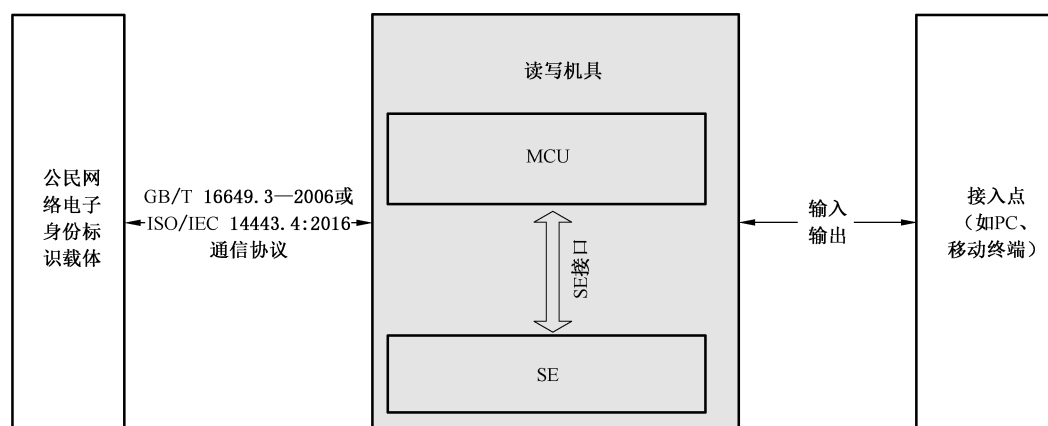 公民网
络电子
身份标
识载体
GB/T 16649.3—2006或
ISO/IEC 14443.4:2016
通信协议
读写机具
MCU
SE接口
SE
输入
输出
接入点
（如PC、
移动终端）